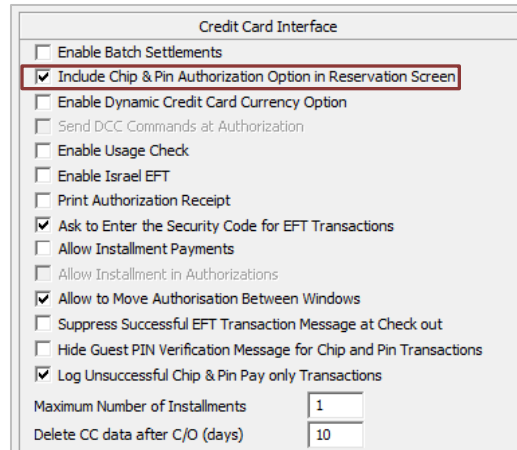 Credit Card Interface
Enable Batch Settlements
Include Chip & Pin Authorization Option in Reservation Screen
Enable Dynamic Credit Card Currency Option
Send DCC Commands at Authorization
Enable Usage Check
Enable Israel EFT
Print Authorization Receipt
Ask to Enter the Security Code for EFT Transactions
Allow Installment Payments
Allow Installment in Authorizations
Allow to Move Authorisation Between Windows
Suppress Successful EFT Transaction Message at Check out
Hide Guest PIN Verification Message for Chip and Pin Transactions
Log Unsuccessful Chip & Pin Pay only Transactions
Maximum Number of Installments 1
Delete CC data after C/O (days) 10